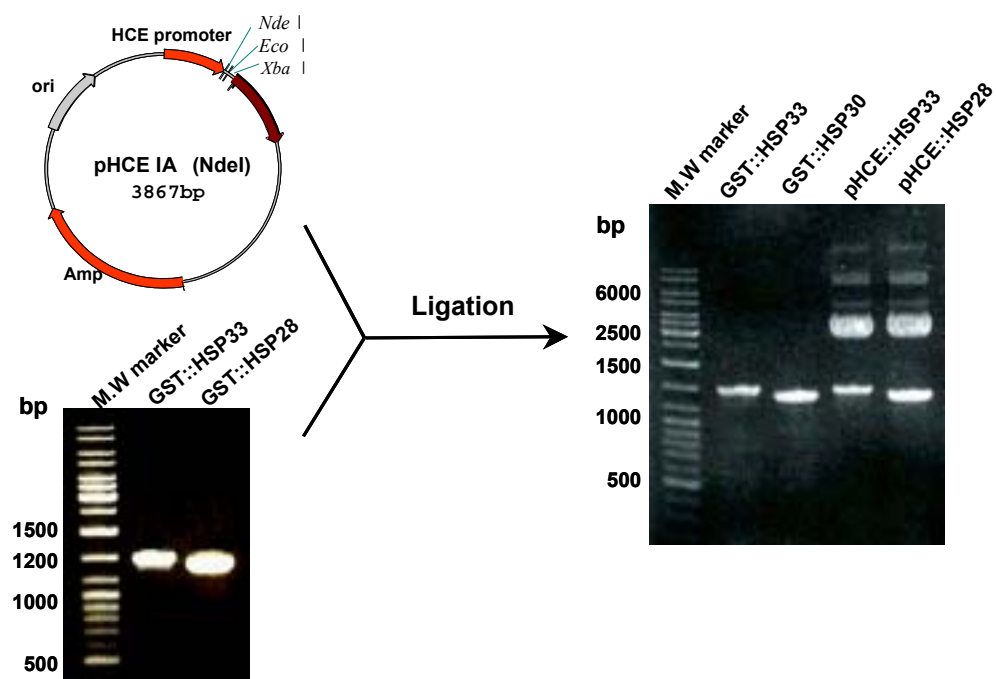 HCE promoter
Nde I
Eco I
Xba I
ori
pHCE IA (NdeI)
3867bp
Amp
bp
M.W marker
GST::HSP33
GST::HSP28
1500
1200
1000
500
Ligation
bp
M.W marker
GST::HSP33
GST::HSP30
pHCE::HSP33
pHCE::HSP28
6000
2500
1500
1000
500